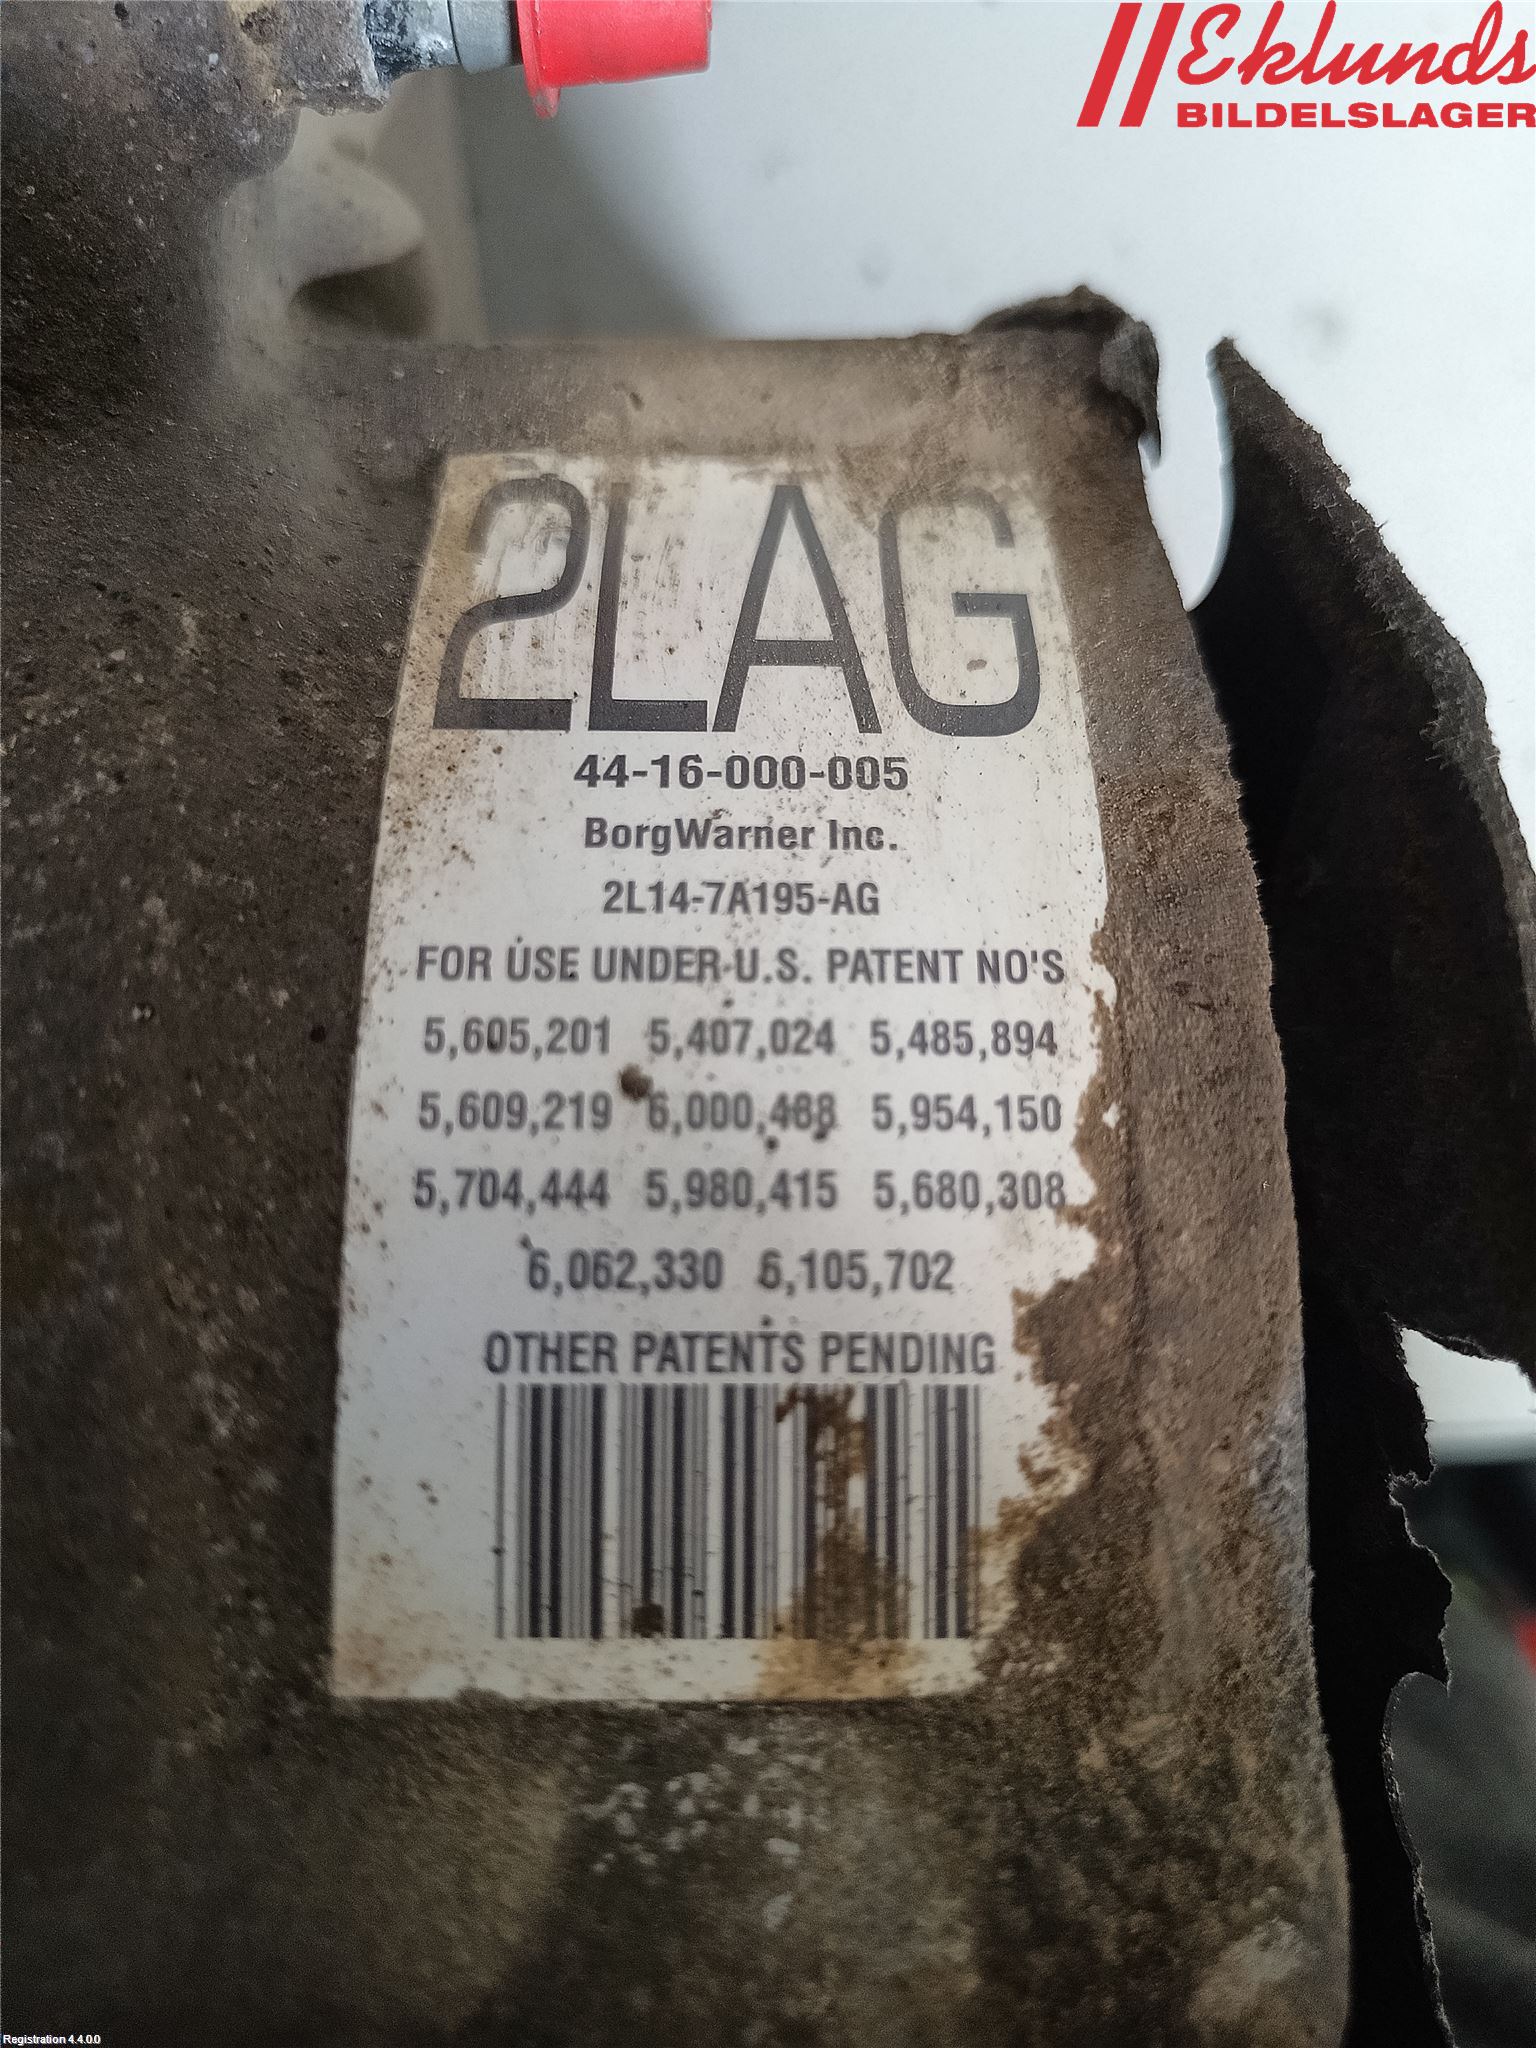 Eklunds
BILDELSLAGER
2LAG
44-16-000-005
BorgWarner Inc.
2L14-7A195-AG
FOR USE UNDER U.S. PATENT NO'S
5,605,201 5,407,024 5,485,894
5,609,219 6,000,488 5,954,150
5,704,444 5,980,415 5,680,308
6,062,330 6,105,702
OTHER PATENTS PENDING
Registration 4.4.0.0